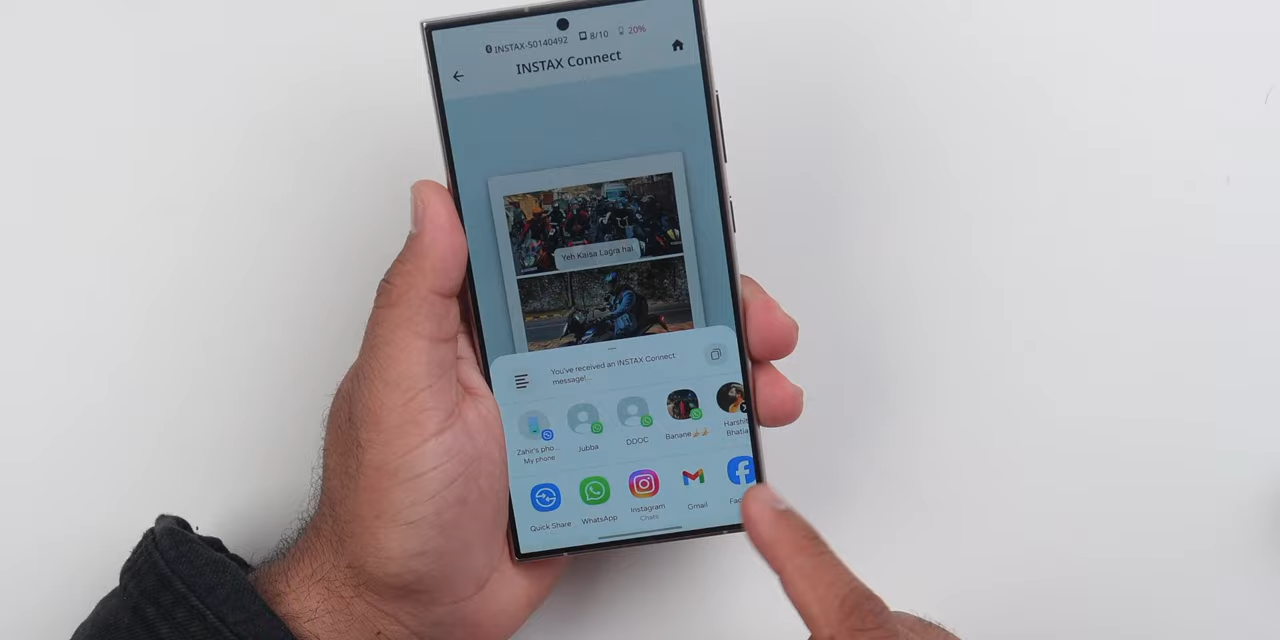 INSTAX-50140492 8/10 20%
INSTAX Connect
Yeh Kaisa Lagra hai
You've received an INSTAX Connect
message!...
Zahir's pho...
My phone
Jubba
DDOC
Banane🍌🍌
Harshit
Bhatia
Quick Share
WhatsApp
Instagram
Chats
Gmail